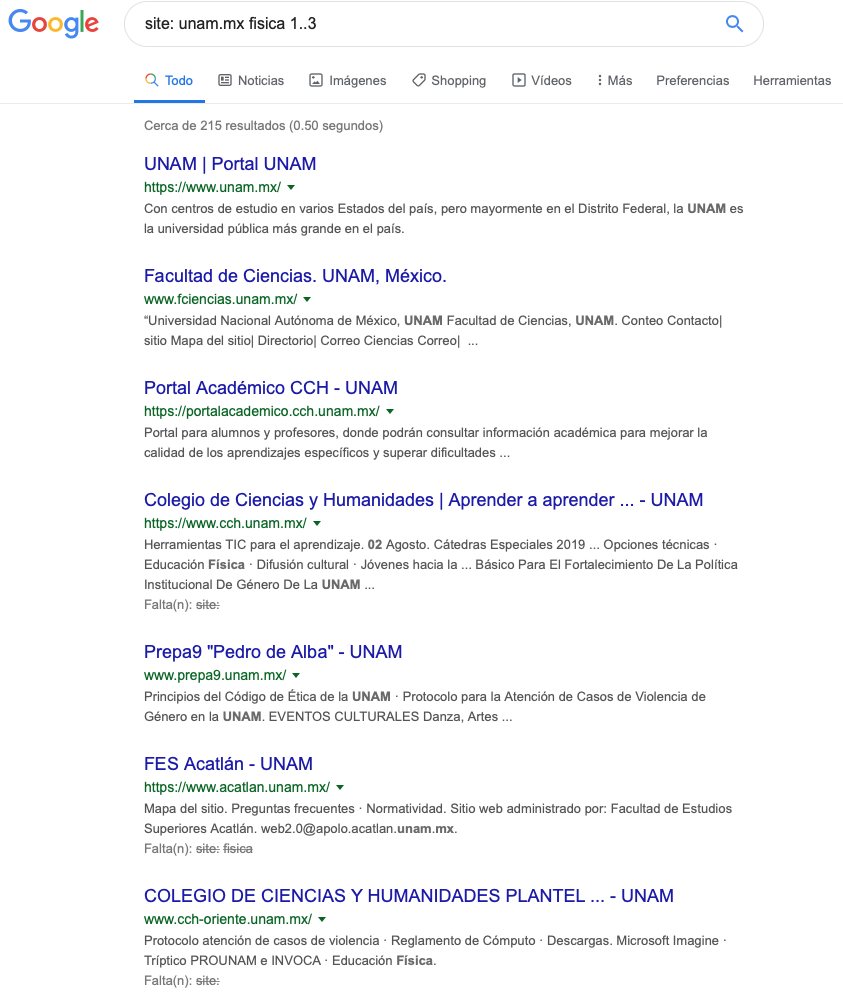 Google
site: unam.mx fisica 1..3
Todo Noticias Imágenes Shopping Vídeos Más Preferencias Herramientas
Cerca de 215 resultados (0.50 segundos)
UNAM | Portal UNAM
https://www.unam.mx/
Con centros de estudio en varios Estados del país, pero mayormente en el Distrito Federal, la UNAM es
la universidad pública más grande en el país.
Facultad de Ciencias. UNAM, México.
www.fciencias.unam.mx/
“Universidad Nacional Autónoma de México, UNAM Facultad de Ciencias, UNAM. Conteo Contacto|
sitio Mapa del sitio| Directorio| Correo Ciencias Correo| ...
Portal Académico CCH - UNAM
https://portalacademico.cch.unam.mx/
Portal para alumnos y profesores, donde podrán consultar información académica para mejorar la
calidad de los aprendizajes específicos y superar dificultades ...
Colegio de Ciencias y Humanidades | Aprender a aprender ... - UNAM
https://www.cch.unam.mx/
Herramientas TIC para el aprendizaje. 02 Agosto. Cátedras Especiales 2019 ... Opciones técnicas ·
Educación Física · Difusión cultural · Jóvenes hacia la ... Básico Para El Fortalecimiento De La Política
Institucional De Género De La UNAM ...
Falta(n): site:
Prepa9 "Pedro de Alba" - UNAM
www.prepa9.unam.mx/
Principios del Código de Ética de la UNAM · Protocolo para la Atención de Casos de Violencia de
Género en la UNAM. EVENTOS CULTURALES Danza, Artes ...
FES Acatlán - UNAM
https://www.acatlan.unam.mx/
Mapa del sitio. Preguntas frecuentes · Normatividad. Sitio web administrado por: Facultad de Estudios
Superiores Acatlán. web2.0@apolo.acatlan.unam.mx.
Falta(n): site: fisica
COLEGIO DE CIENCIAS Y HUMANIDADES PLANTEL ... - UNAM
www.cch-oriente.unam.mx/
Protocolo atención de casos de violencia · Reglamento de Cómputo · Descargas. Microsoft Imagine ·
Tríptico PROUNAM e INVOCA · Educación Física.
Falta(n): site: